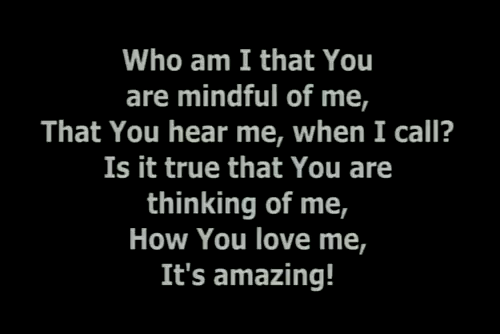 Who am I that You
are mindful of me,
That You hear me, when I call?
Is it true that You are
thinking of me,
How You love me,
It's amazing!